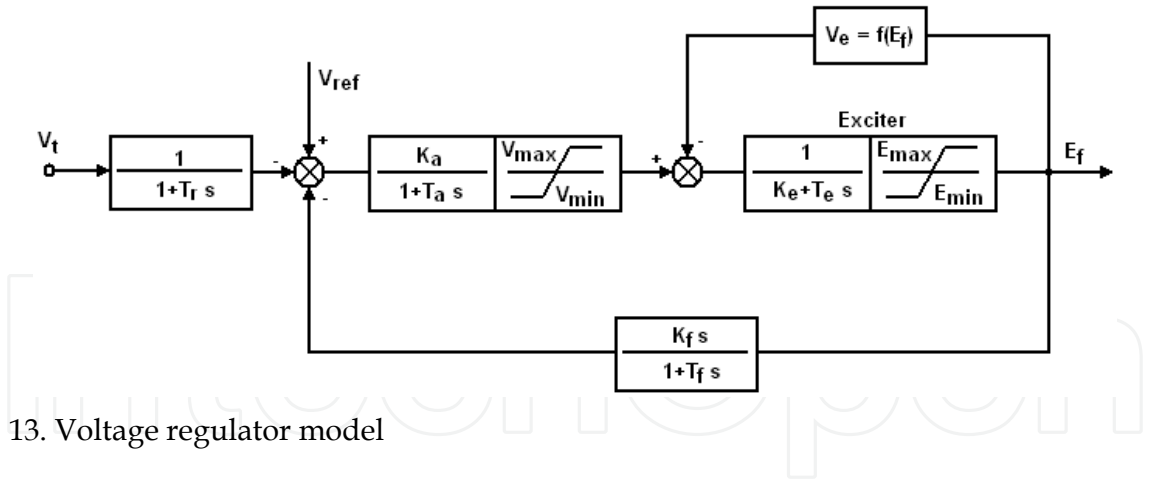 Ve = f(Ef)
Vref
Exciter
Vt
+
-
-
1
1+Tr s
Ka
1+Ta s
Vmax
Vmin
+
-
1
Ke+Te s
Emax
Emin
Ef
Kf s
1+Tf s
13. Voltage regulator model